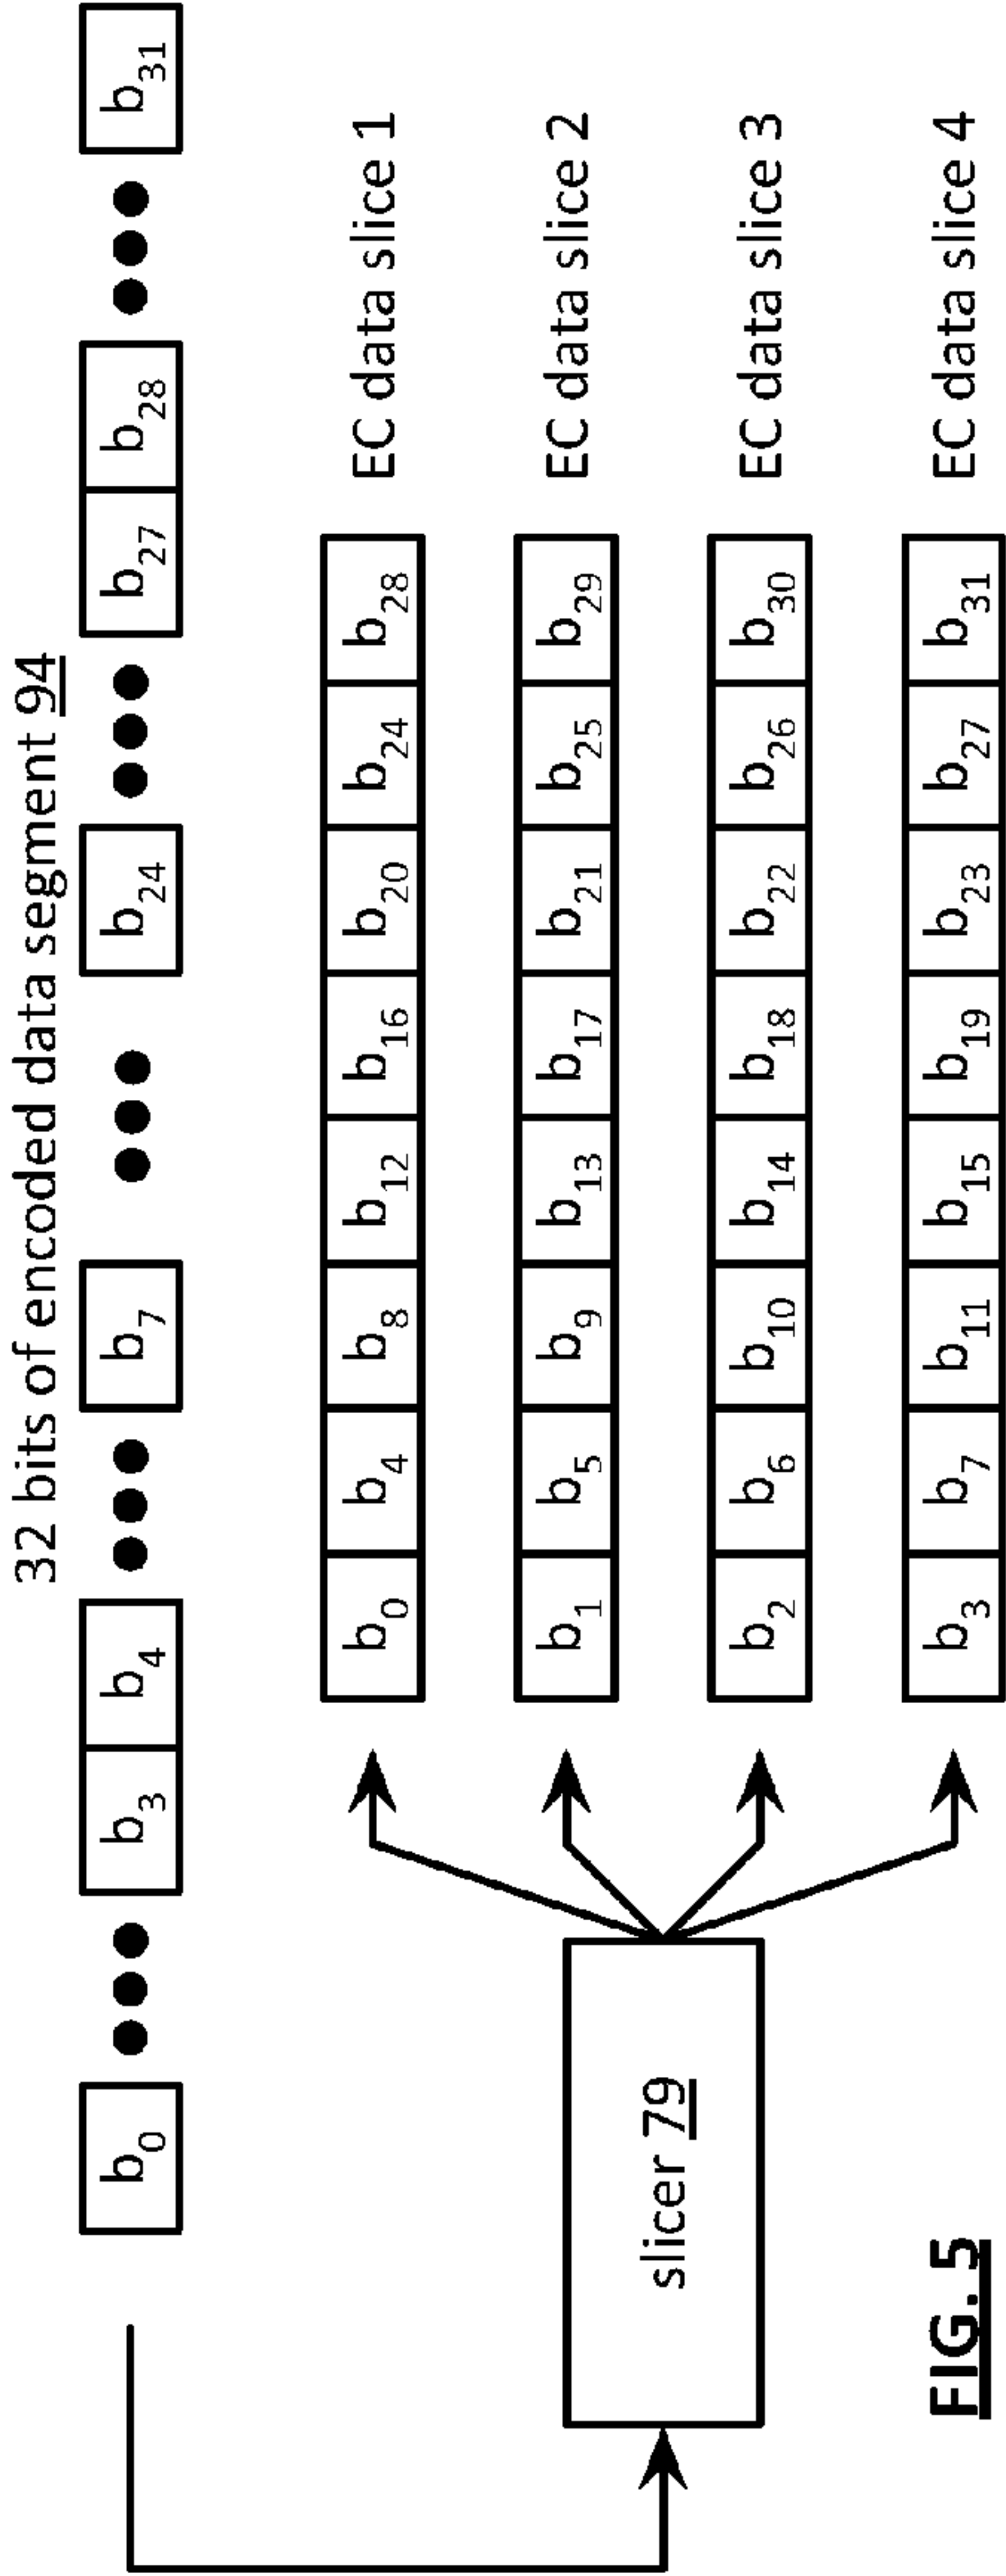 32 bits of encoded data segment 94
b0 b3 b4 b7 b24 b27 b28 b31
b0 b4 b8 b12 b16 b20 b24 b28 EC data slice 1
b1 b5 b9 b13 b17 b21 b25 b29 EC data slice 2
slicer 79
b2 b6 b10 b14 b18 b22 b26 b30 EC data slice 3
b3 b7 b11 b15 b19 b23 b27 b31 EC data slice 4
FIG. 5